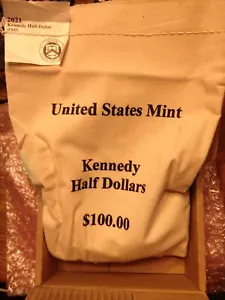 2021
Kennedy Half-Dollar
United States Mint
Kennedy
Half Dollars
$100.00